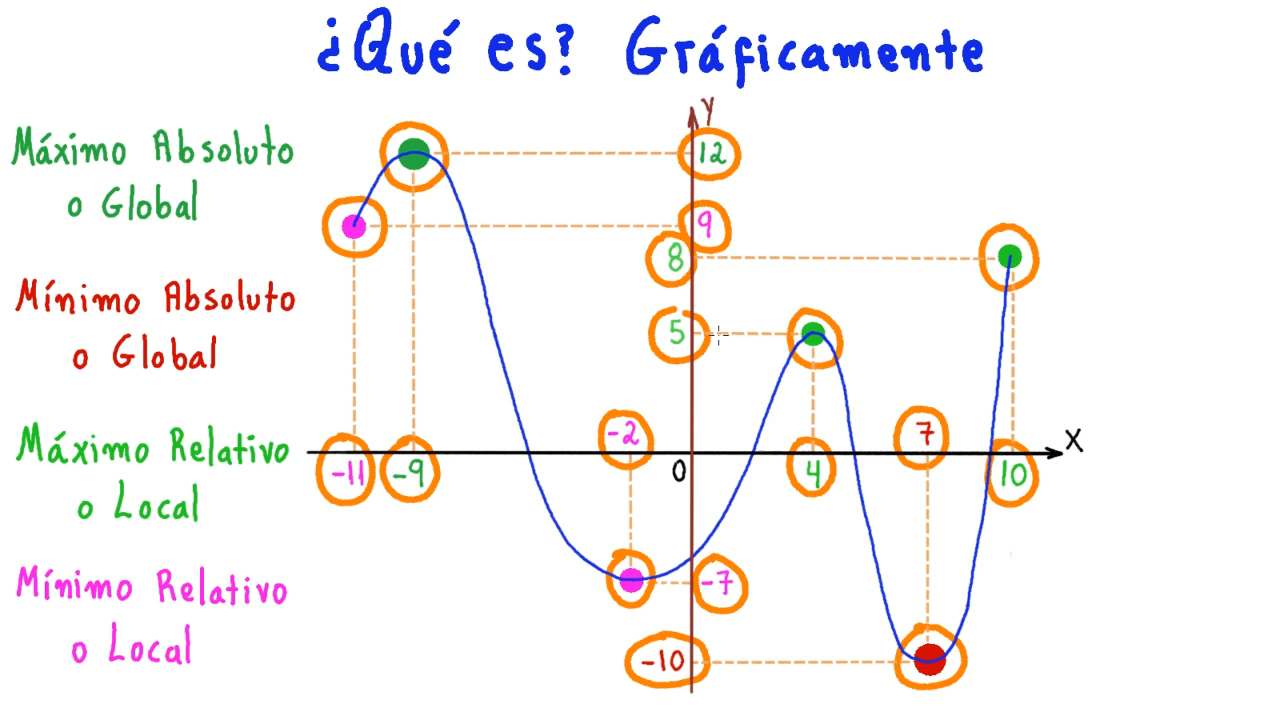 ¿Qué es? Gráficamente
Máximo Absoluto
o Global
Mínimo Absoluto
o Global
Máximo Relativo
o Local
Mínimo Relativo
o Local
Y
12
9
8
5
-2
7
X
-11
-9
0
4
10
-7
-10